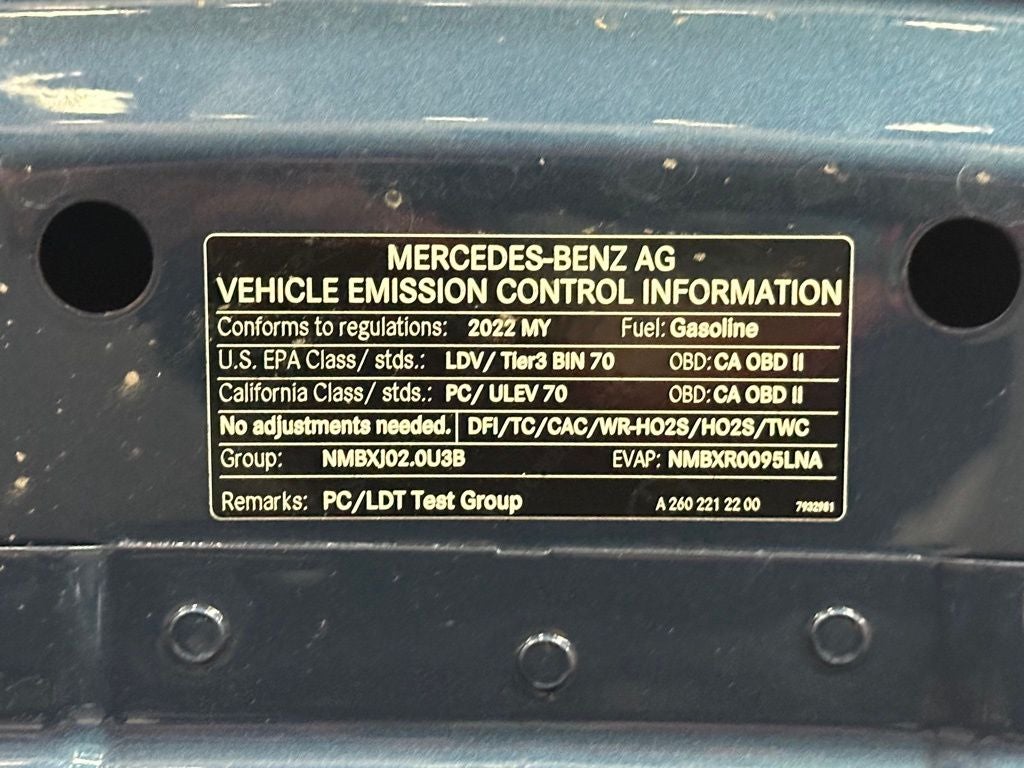 MERCEDES-BENZ AG
VEHICLE EMISSION CONTROL INFORMATION
Conforms to regulations: 2022 MY Fuel: Gasoline
U.S. EPA Class/ stds.: LDV/ Tier3 BIN 70 OBD: CA OBD II
California Class/ stds.: PC/ ULEV 70 OBD: CA OBD II
No adjustments needed. DFI/TC/CAC/WR-HO2S/HO2S/TWC
Group: NMBXJ02.0U3B EVAP: NMBXR0095LNA
Remarks: PC/LDT Test Group A 260 221 22 00 7932981